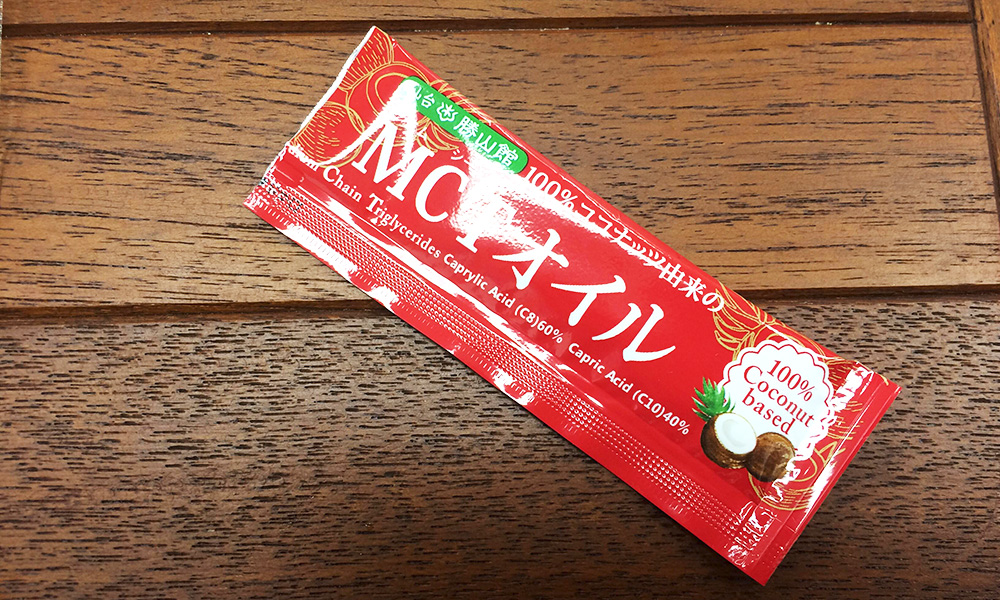 仙台 勝山館
100%ココナッツ由来の
MCTオイル
Chain Triglycerides Caprylic Acid (C8)60% Capric Acid (C10)40%
100%
Coconut
based